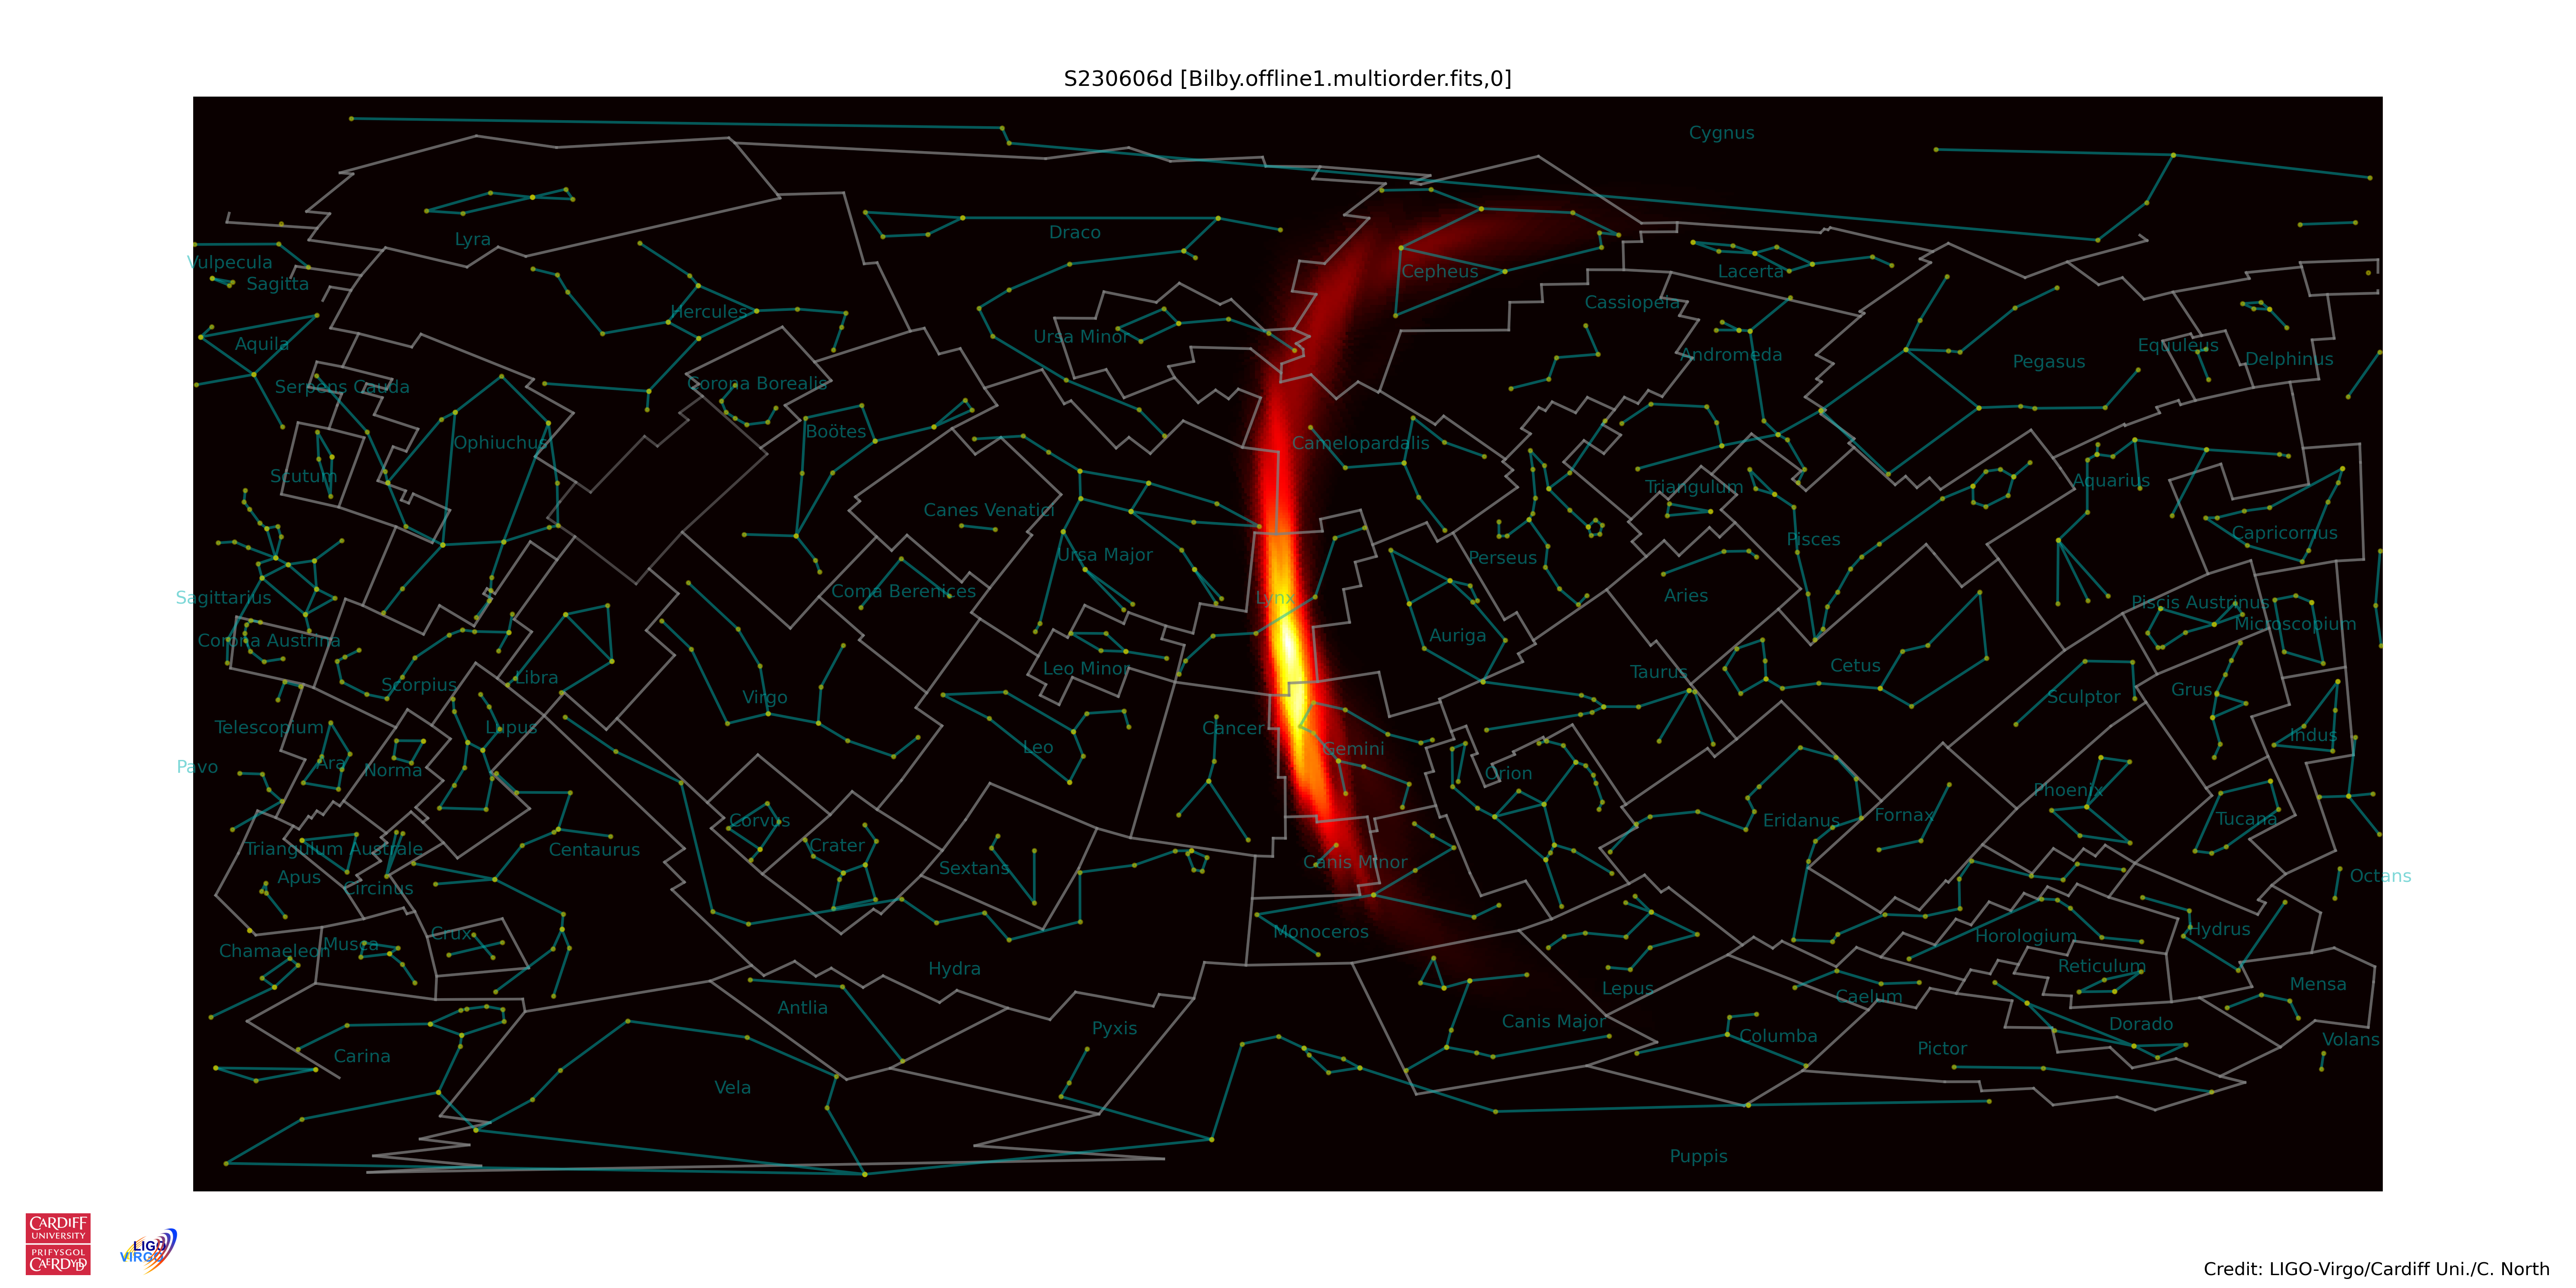 S230606d [Bilby.offline1.multiorder.fits,0]
Cygnus
Lyra
Draco
Vulpecula
Sagitta
Cepheus
Lacerta
Hercules
Cassiopeia
Ursa Minor
Aquila
Andromeda
Equuleus
Pegasus
Delphinus
Serpens Cauda
Corona Borealis
Boötes
Ophiuchus
Camelopardalis
Scutum
Triangulum
Aquarius
Canes Venatici
Capricornus
Pisces
Ursa Major
Perseus
Coma Berenices
Sagittarius
Lynx
Aries
Piscis Austrinus
Microscopium
Corona Austrina
Auriga
Leo Minor
Cetus
Taurus
Libra
Scorpius
Grus
Virgo
Sculptor
Telescopium
Lupus
Cancer
Indus
Leo
Gemini
Pavo
Ara
Norma
Orion
Phoenix
Corvus
Eridanus
Fornax
Tucana
Crater
Triangulum Australe
Centaurus
Canis Minor
Sextans
Apus
Circinus
Octans
Crux
Monoceros
Hydrus
Musca
Chamaeleon
Horologium
Hydra
Reticulum
Lepus
Mensa
Caelum
Antlia
Canis Major
Pyxis
Dorado
Columba
Volans
Carina
Pictor
Vela
Puppis
CARDIFF
UNIVERSITY
PRIFYSGOL
CAERDYDD
LIGO
VIRGO
Credit: LIGO-Virgo/Cardiff Uni./C. North